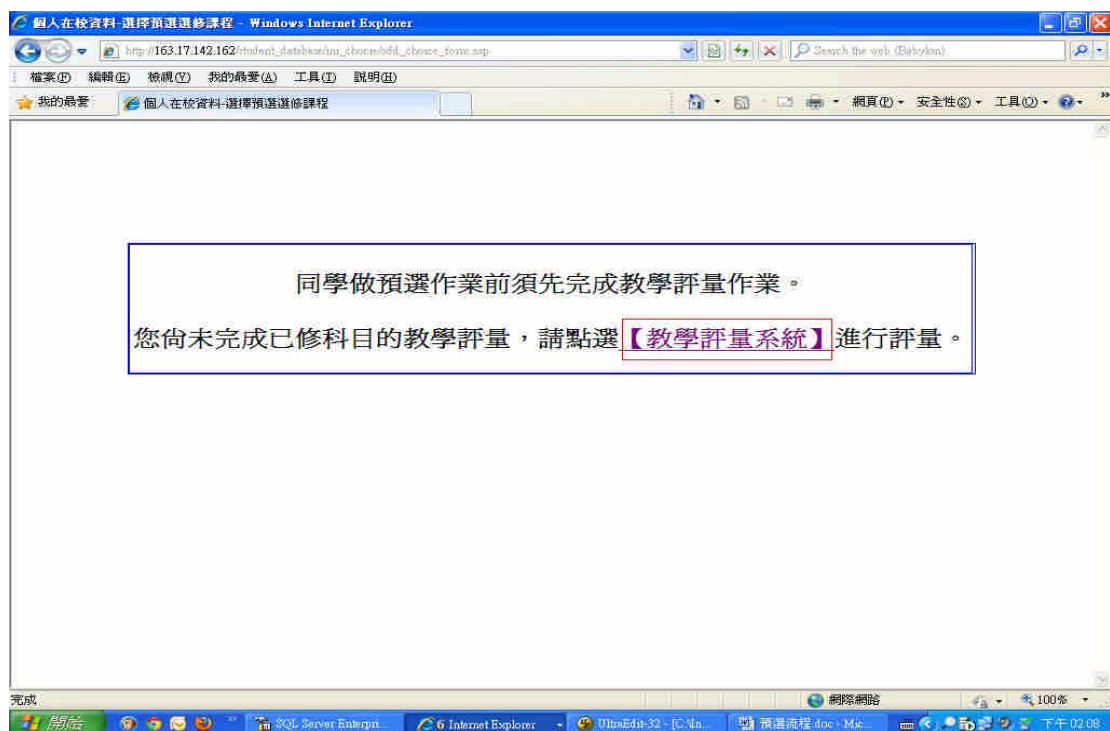 個人在校資料-選擇預選選修課程 - Windows Internet Explorer
Search the web (Babylon)
檔案(F) 編輯(E) 檢視(V) 我的最愛(A) 工具(T) 說明(H)
我的最愛 個人在校資料-選擇預選選修課程 網頁(P) 安全性(S) 工具(O)
同學做預選作業前須先完成教學評量作業。
您尚未完成已修科目的教學評量,請點選【教學評量系統】進行評量。
完成 網際網路 100%
開始 SQL Server Enterpri... 6 Internet Explorer UltraEdit-32 - [C:\In... 預選流程.doc - Mic... 下午 02:08